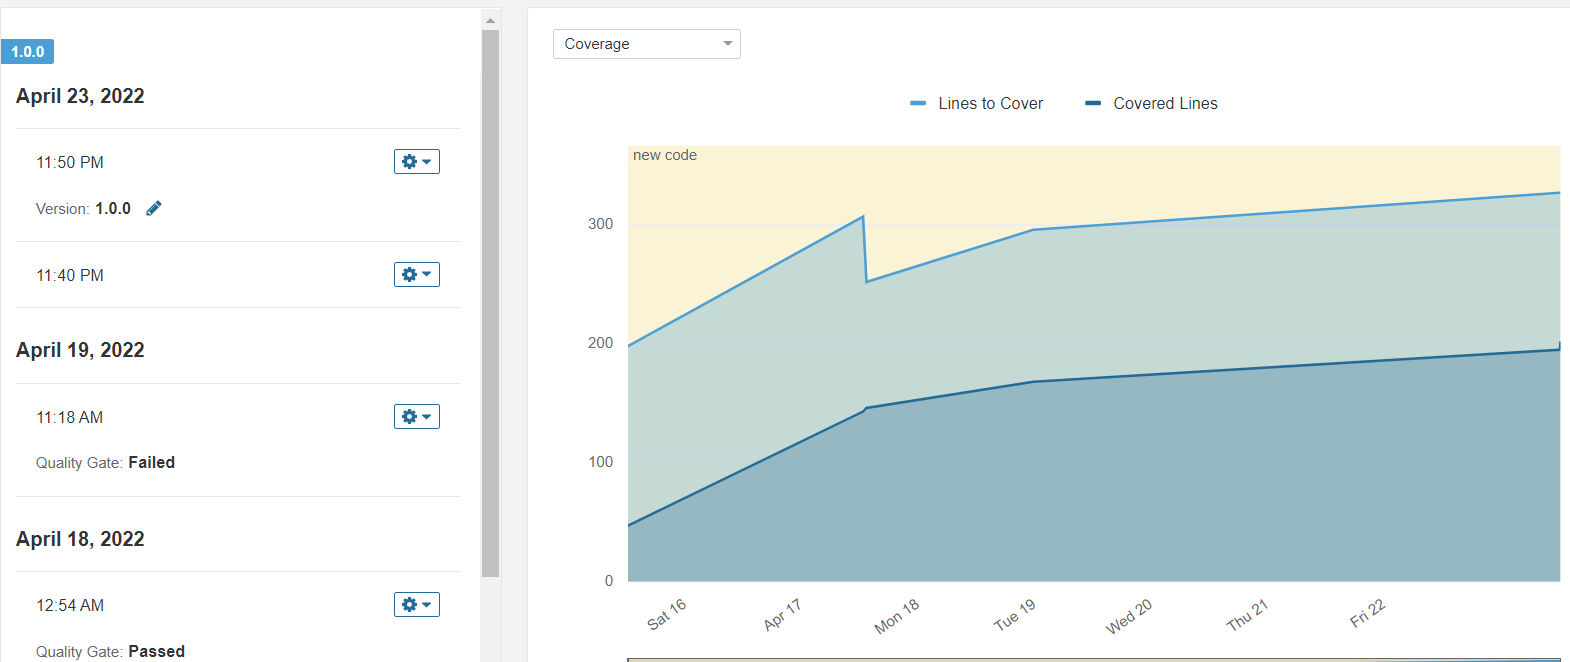 1.0.0
April 23, 2022
11:50 PM
Version: 1.0.0
11:40 PM
April 19, 2022
11:18 AM
Quality Gate: Failed
April 18, 2022
12:54 AM
Quality Gate: Passed
Coverage
Lines to Cover
Covered Lines
new code
300
200
100
0
Sat 16
Apr 17
Mon 18
Tue 19
Wed 20
Thu 21
Fri 22